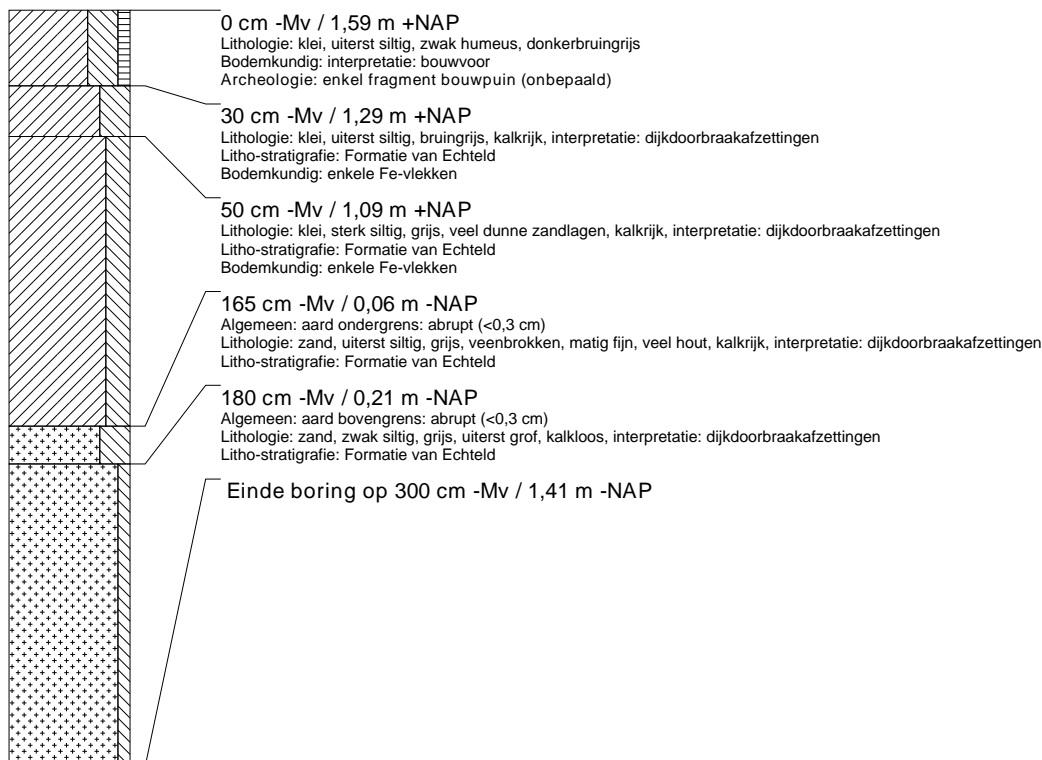 0 cm -Mv / 1,59 m +NAP
Lithologie: klei, uiterst siltig, zwak humeus, donkerbruingrijs
Bodemkundig: interpretatie: bouwvoor
Archeologie: enkel fragment bouwpuin (onbepaald)
30 cm -Mv / 1,29 m +NAP
Lithologie: klei, uiterst siltig, bruingrijs, kalkrijk, interpretatie: dijkdoorbraakafzettingen
Litho-stratigrafie: Formatie van Echteld
Bodemkundig: enkele Fe-vlekken
50 cm -Mv / 1,09 m +NAP
Lithologie: klei, sterk siltig, grijs, veel dunne zandlagen, kalkrijk, interpretatie: dijkdoorbraakafzettingen
Litho-stratigrafie: Formatie van Echteld
Bodemkundig: enkele Fe-vlekken
165 cm -Mv / 0,06 m -NAP
Algemeen: aard ondergrens: abrupt (<0,3 cm)
Lithologie: zand, uiterst siltig, grijs, veenbrokken, matig fijn, veel hout, kalkrijk, interpretatie: dijkdoorbraakafzettingen
Litho-stratigrafie: Formatie van Echteld
180 cm -Mv / 0,21 m -NAP
Algemeen: aard bovengrens: abrupt (<0,3 cm)
Lithologie: zand, zwak siltig, grijs, uiterst grof, kalkloos, interpretatie: dijkdoorbraakafzettingen
Litho-stratigrafie: Formatie van Echteld
Einde boring op 300 cm -Mv / 1,41 m -NAP